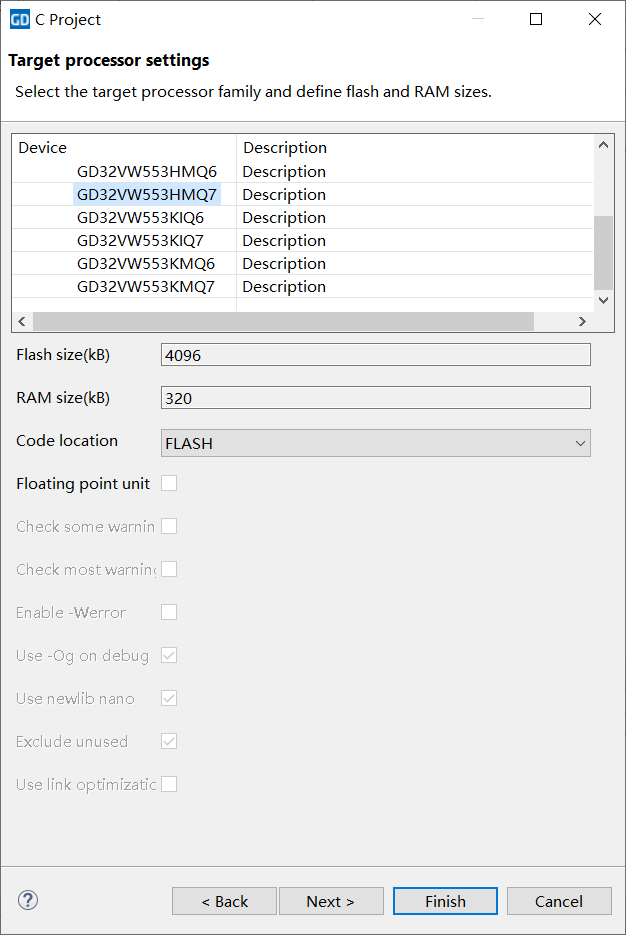 GD C Project
Target processor settings
Select the target processor family and define flash and RAM sizes.
Device Description
GD32VW553HMQ6 Description
GD32VW553HMQ7 Description
GD32VW553KIQ6 Description
GD32VW553KIQ7 Description
GD32VW553KMQ6 Description
GD32VW553KMQ7 Description
Flash size(kB) 4096
RAM size(kB) 320
Code location FLASH
Floating point unit
Check some warnin
Check most warning
Enable -Werror
Use -Og on debug
Use newlib nano
Exclude unused
Use link optimizatic
? < Back Next > Finish Cancel